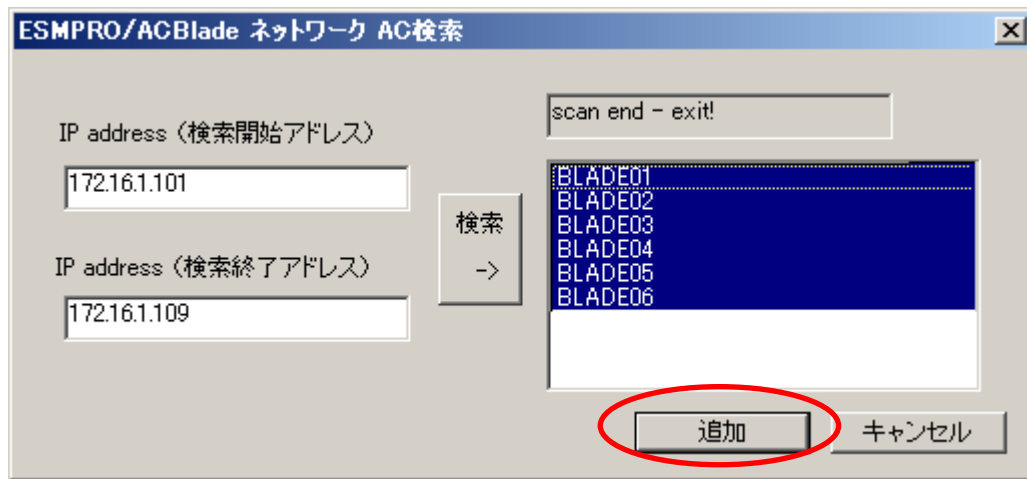 ESMPRO/ACBlade ネットワーク AC検索
IP address (検索開始アドレス)
172.16.1.101
IP address (検索終了アドレス)
172.16.1.109
検索
->
scan end - exit!
BLADE01
BLADE02
BLADE03
BLADE04
BLADE05
BLADE06
追加
キャンセル